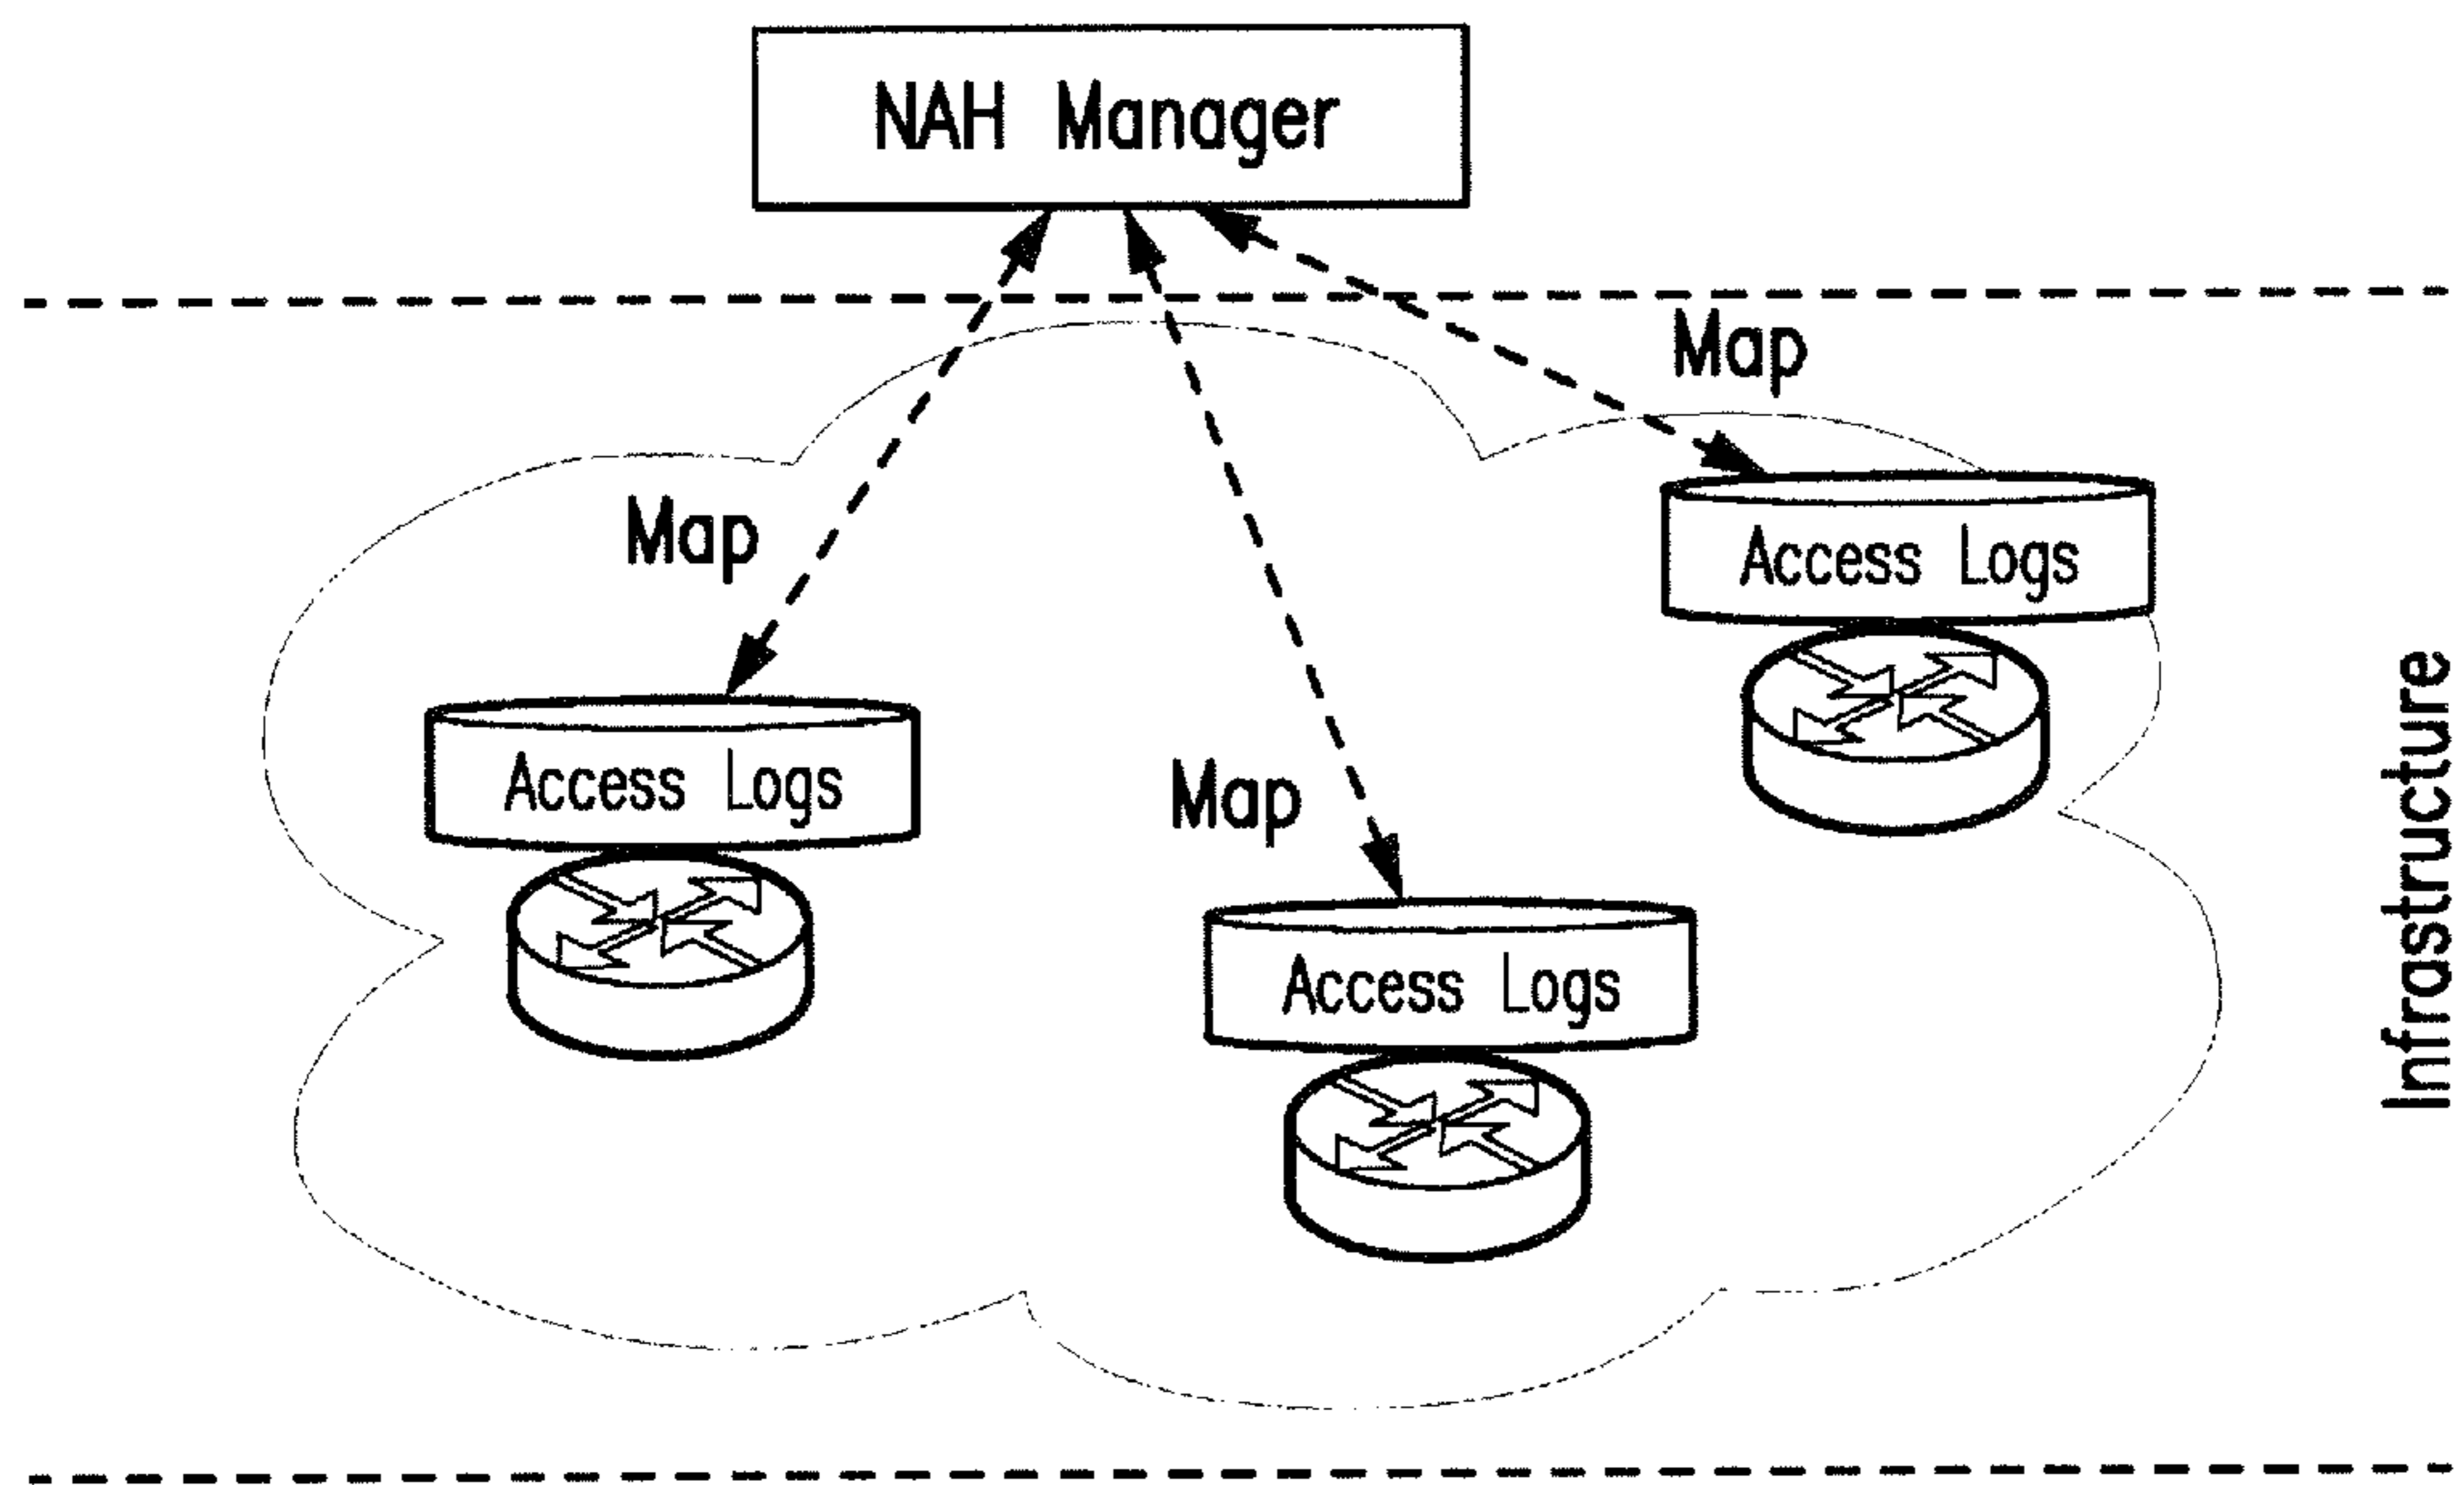 NAH Manager
Map
Map
Access Logs
Access Logs
Map
Access Logs
Infrastructure